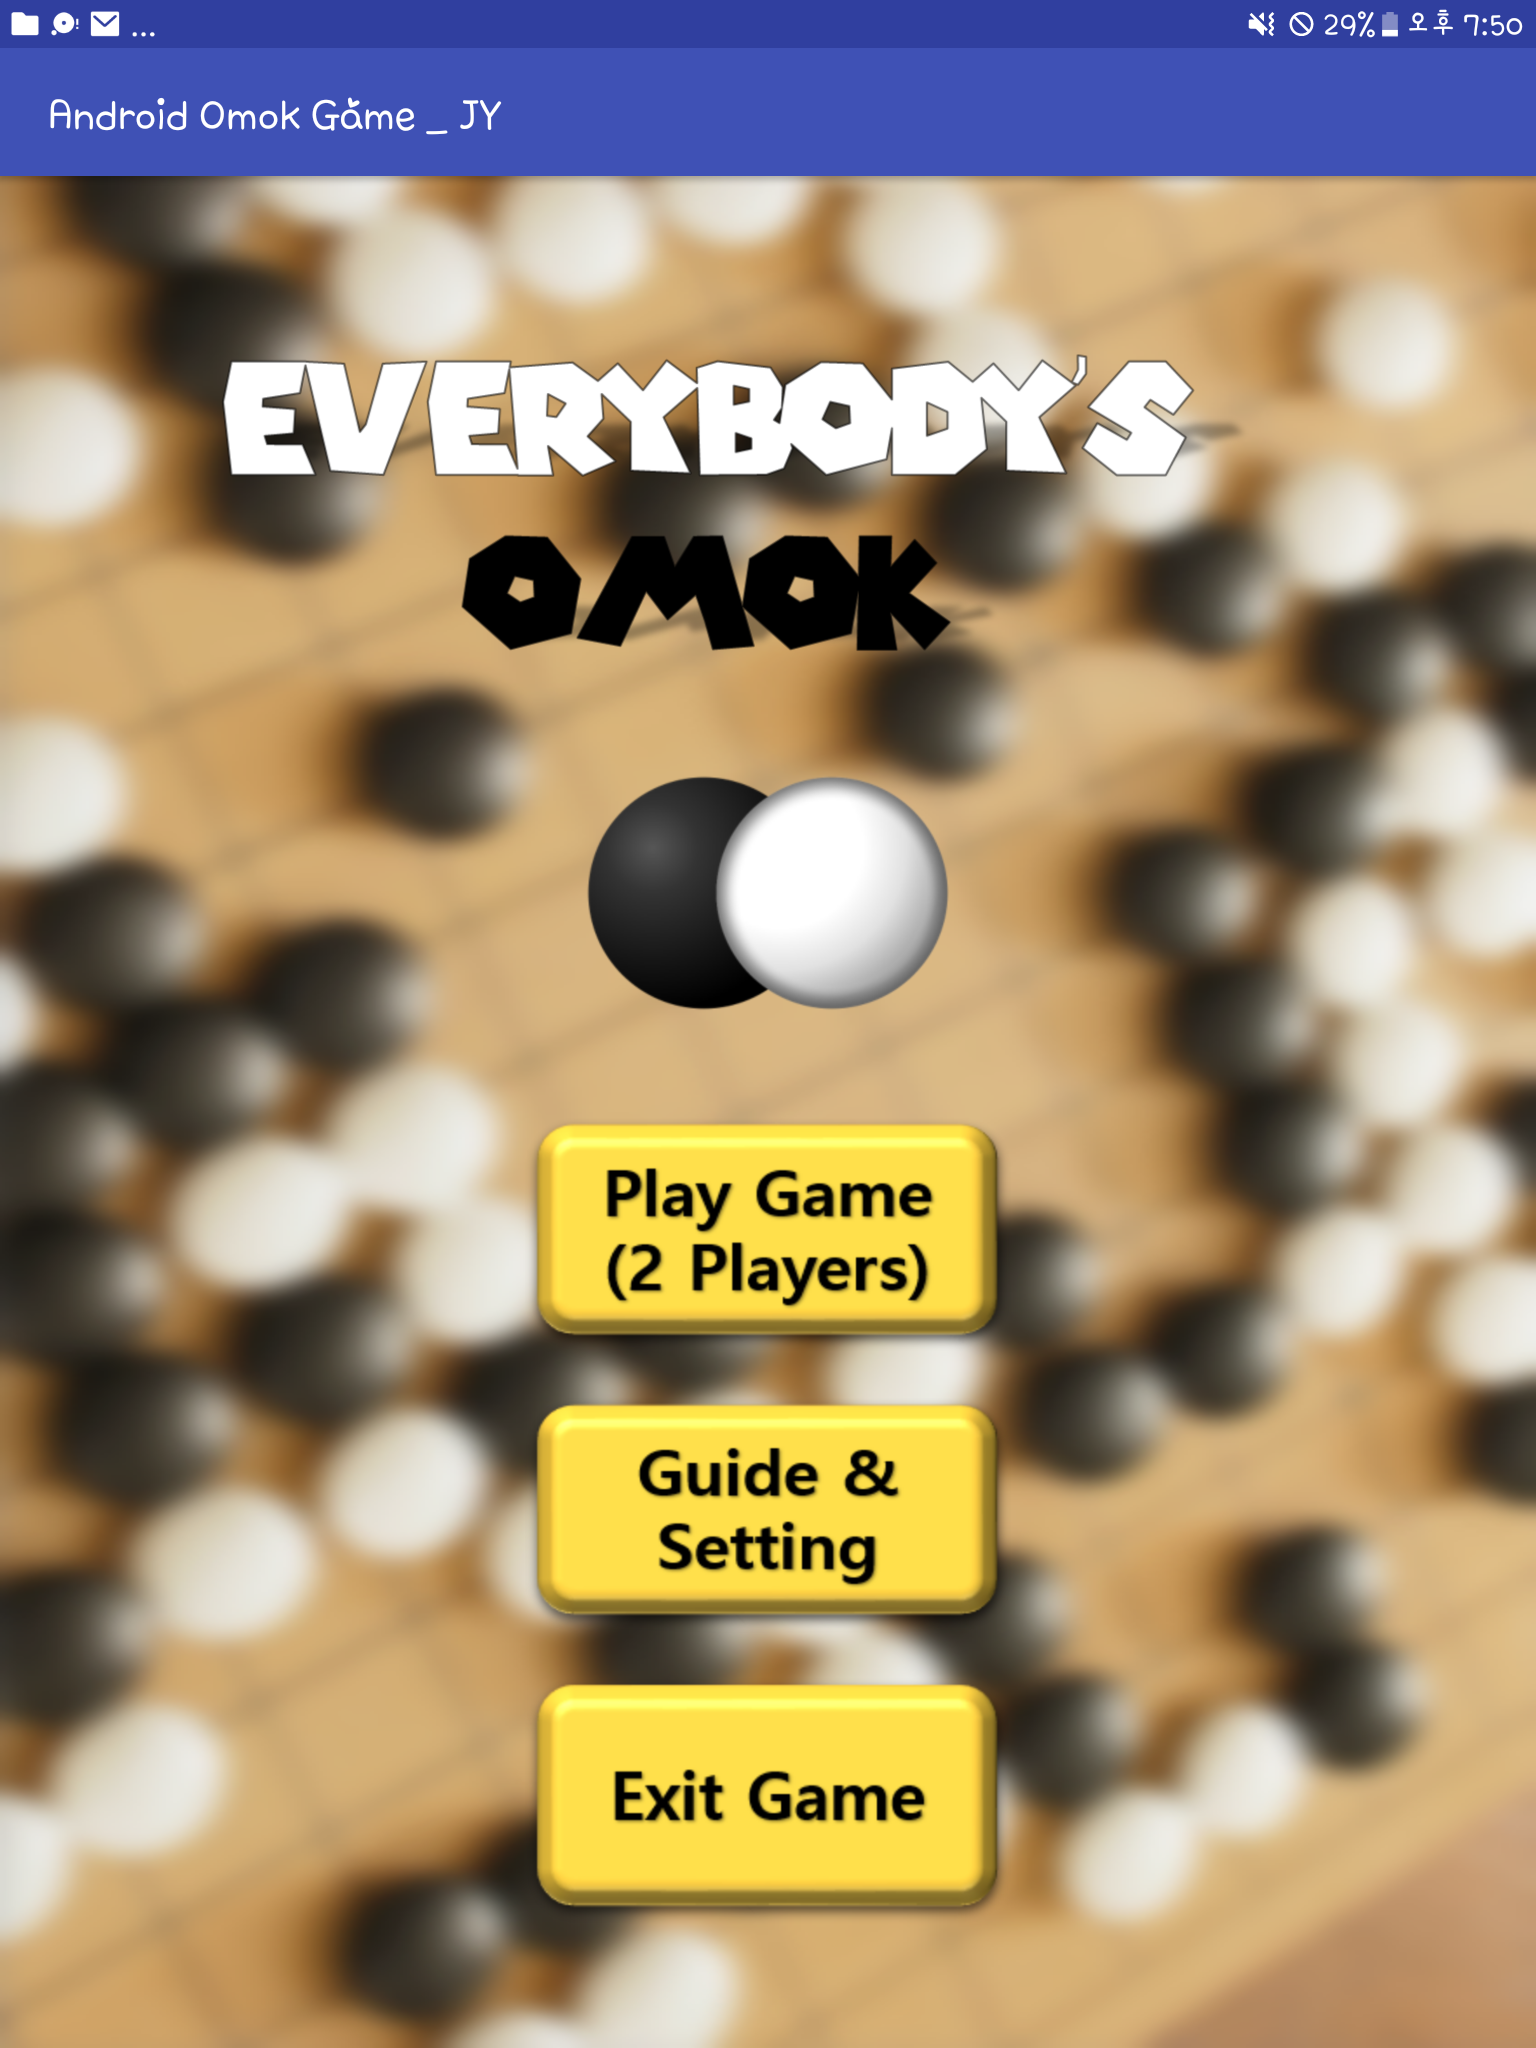 ... 29% 오후 7:50
Android Omok Game _ JY
EVERYBODY'S
OMOK
Play Game
(2 Players)
Guide &
Setting
Exit Game